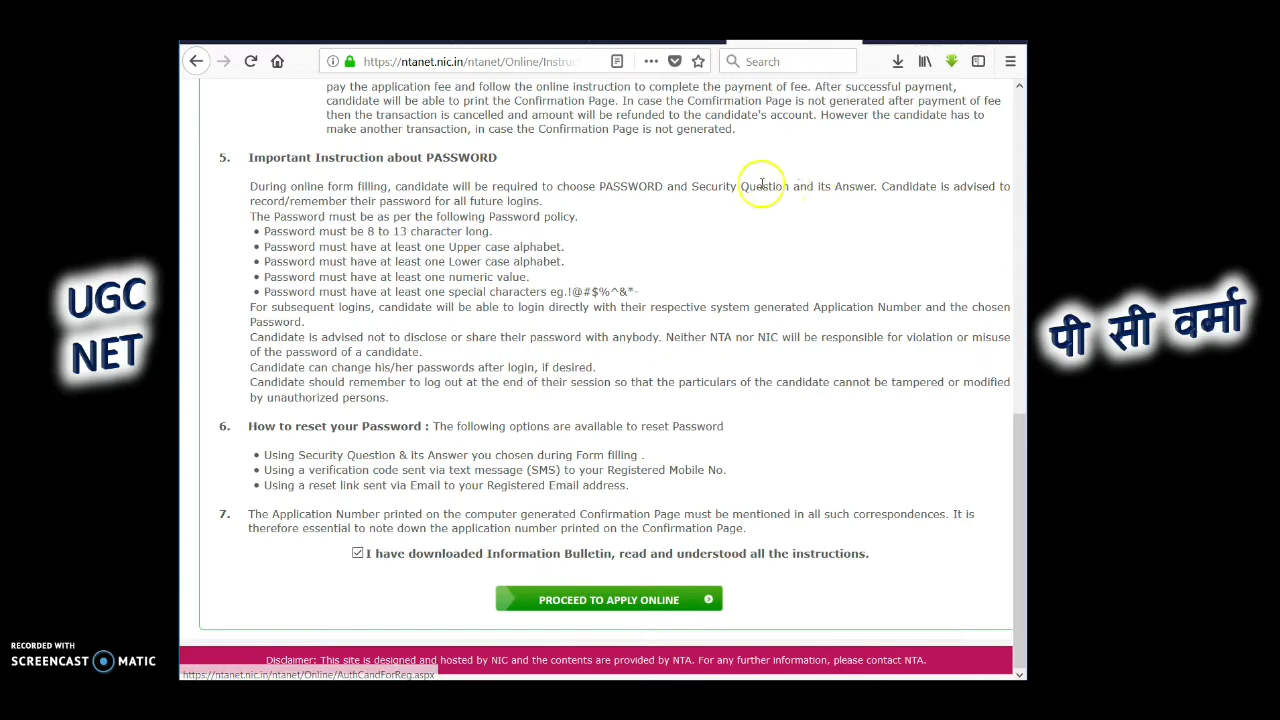 https://ntanet.nic.in/ntanet/Online/Instruc
Search
pay the application fee and follow the online instruction to complete the payment of fee. After successful payment,
candidate will be able to print the Confirmation Page. In case the Comfirmation Page is not generated after payment of fee
then the transaction is cancelled and amount will be refunded to the candidate's account. However the candidate has to
make another transaction, in case the Confirmation Page is not generated.
5. Important Instruction about PASSWORD
During online form filling, candidate will be required to choose PASSWORD and Security Question and its Answer. Candidate is advised to
record/remember their password for all future logins.
The Password must be as per the following Password policy.
• Password must be 8 to 13 character long.
• Password must have at least one Upper case alphabet.
• Password must have at least one Lower case alphabet.
• Password must have at least one numeric value.
• Password must have at least one special characters eg.!@#$%^&*-
For subsequent logins, candidate will be able to login directly with their respective system generated Application Number and the chosen
Password.
Candidate is advised not to disclose or share their password with anybody. Neither NTA nor NIC will be responsible for violation or misuse
of the password of a candidate.
Candidate can change his/her passwords after login, if desired.
Candidate should remember to log out at the end of their session so that the particulars of the candidate cannot be tampered or modified
by unauthorized persons.
6. How to reset your Password : The following options are available to reset Password
• Using Security Question & its Answer you chosen during Form filling .
• Using a verification code sent via text message (SMS) to your Registered Mobile No.
• Using a reset link sent via Email to your Registered Email address.
7. The Application Number printed on the computer generated Confirmation Page must be mentioned in all such correspondences. It is
therefore essential to note down the application number printed on the Confirmation Page.
I have downloaded Information Bulletin, read and understood all the instructions.
PROCEED TO APPLY ONLINE
Disclaimer: This site is designed and hosted by NIC and the contents are provided by NTA. For any further information, please contact NTA.
https://ntanet.nic.in/ntanet/Online/AuthCandForReg.aspx
UGC
NET
पी सी वर्मा
RECORDED WITH
SCREENCAST MATIC